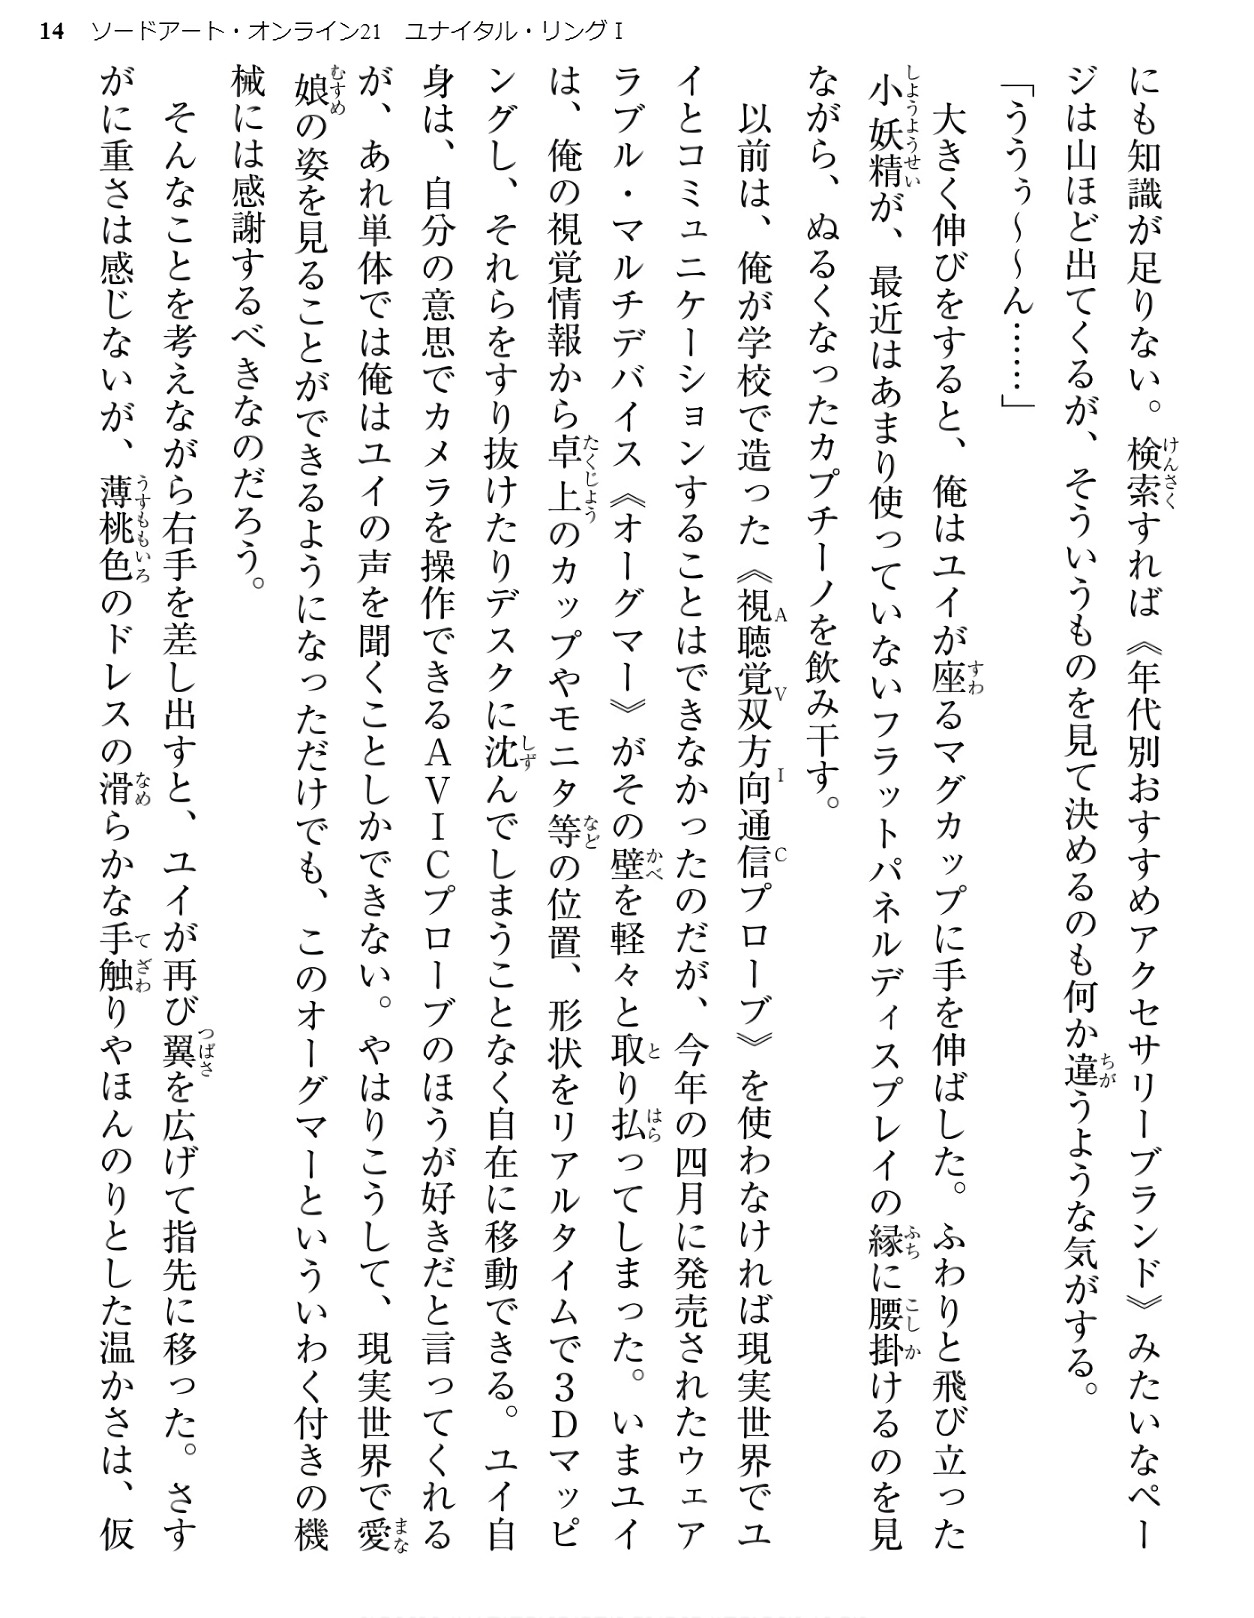 14 ソードアート・オンライン21 ユナイタル・リングⅠ
にも知識が足りない。検索すれば《年代別おすすめアクセサリーブランド》みたいなペー
ジは山ほど出てくるが、そういうものを見て決めるのも何か違うような気がする。
「ううぅ～～ん……」
大きく伸びをすると、俺はユイが座るマグカップに手を伸ばした。ふわりと飛び立った
小妖精が、最近はあまり使っていないフラットパネルディスプレイの縁に腰掛けるのを見
ながら、ぬるくなったカプチーノを飲み干す。
以前は、俺が学校で造った《視聴覚双方向通信プローブ》を使わなければ現実世界でユ
イとコミュニケーションすることはできなかったのだが、今年の四月に発売されたウェア
ラブル・マルチデバイス《オーグマー》がその壁を軽々と取り払ってしまった。いまユイ
は、俺の視覚情報から卓上のカップやモニタ等の位置、形状をリアルタイムで３Ｄマッピ
ングし、それらをすり抜けたりデスクに沈んでしまうことなく自在に移動できる。ユイ自
身は、自分の意思でカメラを操作できるＡＶＩＣプローブのほうが好きだと言ってくれる
が、あれ単体では俺はユイの声を聞くことしかできない。やはりこうして、現実世界で愛
娘の姿を見ることができるようになっただけでも、このオーグマーといういわく付きの機
械には感謝するべきなのだろう。
そんなことを考えながら右手を差し出すと、ユイが再び翼を広げて指先に移った。さす
がに重さは感じないが、薄桃色のドレスの滑らかな手触りやほんのりとした温かさは、仮